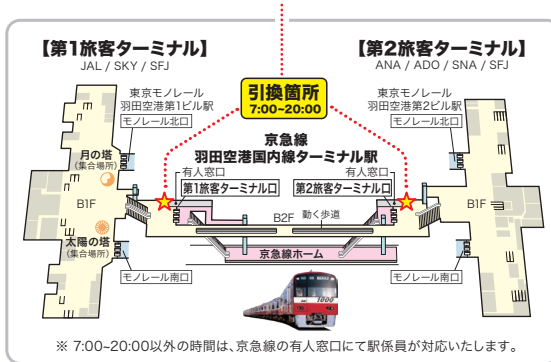 【第1旅客ターミナル】
JAL / SKY / SFJ
【第2旅客ターミナル】
ANA / ADO / SNA / SFJ
引換箇所
7:00~20:00
東京モノレール
羽田空港第1ビル駅
モノレール北口
東京モノレール
羽田空港第2ビル駅
モノレール北口
京急線
羽田空港国内線ターミナル駅
月の塔
(集合場所)
有人窓口
第1旅客ターミナル口
有人窓口
第2旅客ターミナル口
B1F
B2F
動く歩道
B1F
太陽の塔
(集合場所)
京急線ホーム
モノレール南口
モノレール南口
1000
※ 7:00~20:00以外の時間は、京急線の有人窓口にて駅係員が対応いたします。